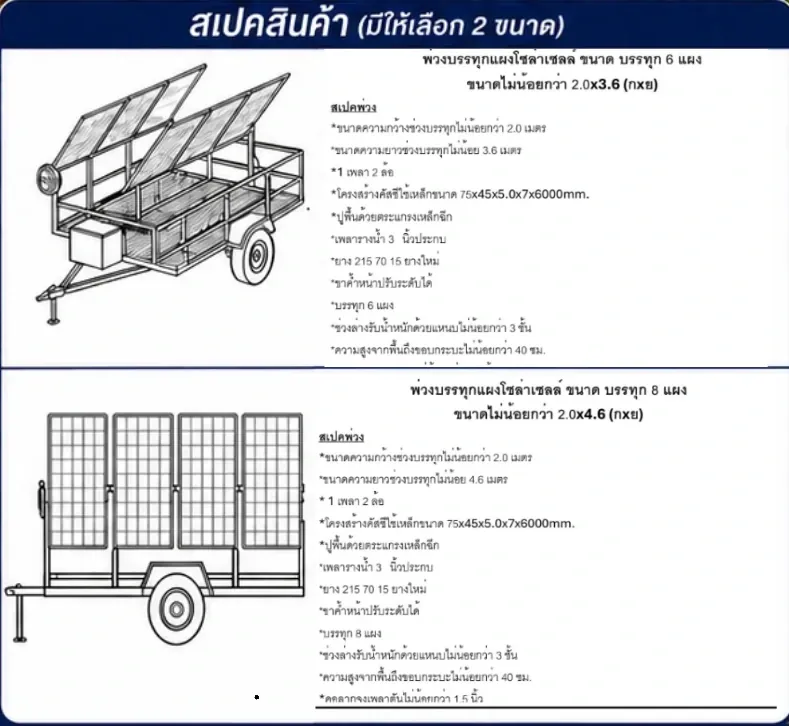 สเปคสินค้า (มีให้เลือก 2 ขนาด)
พ่วงบรรทุกแผงโซล่าเซลล์ ขนาด บรรทุก 6 แผง
ขนาดไม่น้อยกว่า 2.0x3.6 (กxย)
สเปคพ่วง
*ขนาดความกว้างช่วงบรรทุกไม่น้อยกว่า 2.0 เมตร
*ขนาดความยาวช่วงบรรทุกไม่น้อย 3.6 เมตร
*1 เพลา 2 ล้อ
*โครงสร้างคัสซีใช้เหล็กขนาด 75x45x5.0x7x6000mm.
*ปูพื้นด้วยตระแกรงเหล็กฉีก
*เพลารางน้ำ 3 นิ้วประกบ
*ยาง 215 70 15 ยางใหม่
*ขาค้ำหน้าปรับระดับได้
*บรรทุก 6 แผง
*ช่วงล่างรับน้ำหนักด้วยแหนบไม่น้อยกว่า 3 ชั้น
*ความสูงจากพื้นถึงขอบกระบะไม่น้อยกว่า 40 ซม.
พ่วงบรรทุกแผงโซล่าเซลล์ ขนาด บรรทุก 8 แผง
ขนาดไม่น้อยกว่า 2.0x4.6 (กxย)
สเปคพ่วง
*ขนาดความกว้างช่วงบรรทุกไม่น้อยกว่า 2.0 เมตร
*ขนาดความยาวช่วงบรรทุกไม่น้อย 4.6 เมตร
* 1 เพลา 2 ล้อ
*โครงสร้างคัสซีใช้เหล็กขนาด 75x45x5.0x7x6000mm.
*ปูพื้นด้วยตระแกรงเหล็กฉีก
*เพลารางน้ำ 3 นิ้วประกบ
*ยาง 215 70 15 ยางใหม่
*ขาค้ำหน้าปรับระดับได้
*บรรทุก 8 แผง
*ช่วงล่างรับน้ำหนักด้วยแหนบไม่น้อยกว่า 3 ชั้น
*ความสูงจากพื้นถึงขอบกระบะไม่น้อยกว่า 40 ซม.
*คอลากจูงเพลาตันไม่น้อยกว่า 1.5 นิ้ว